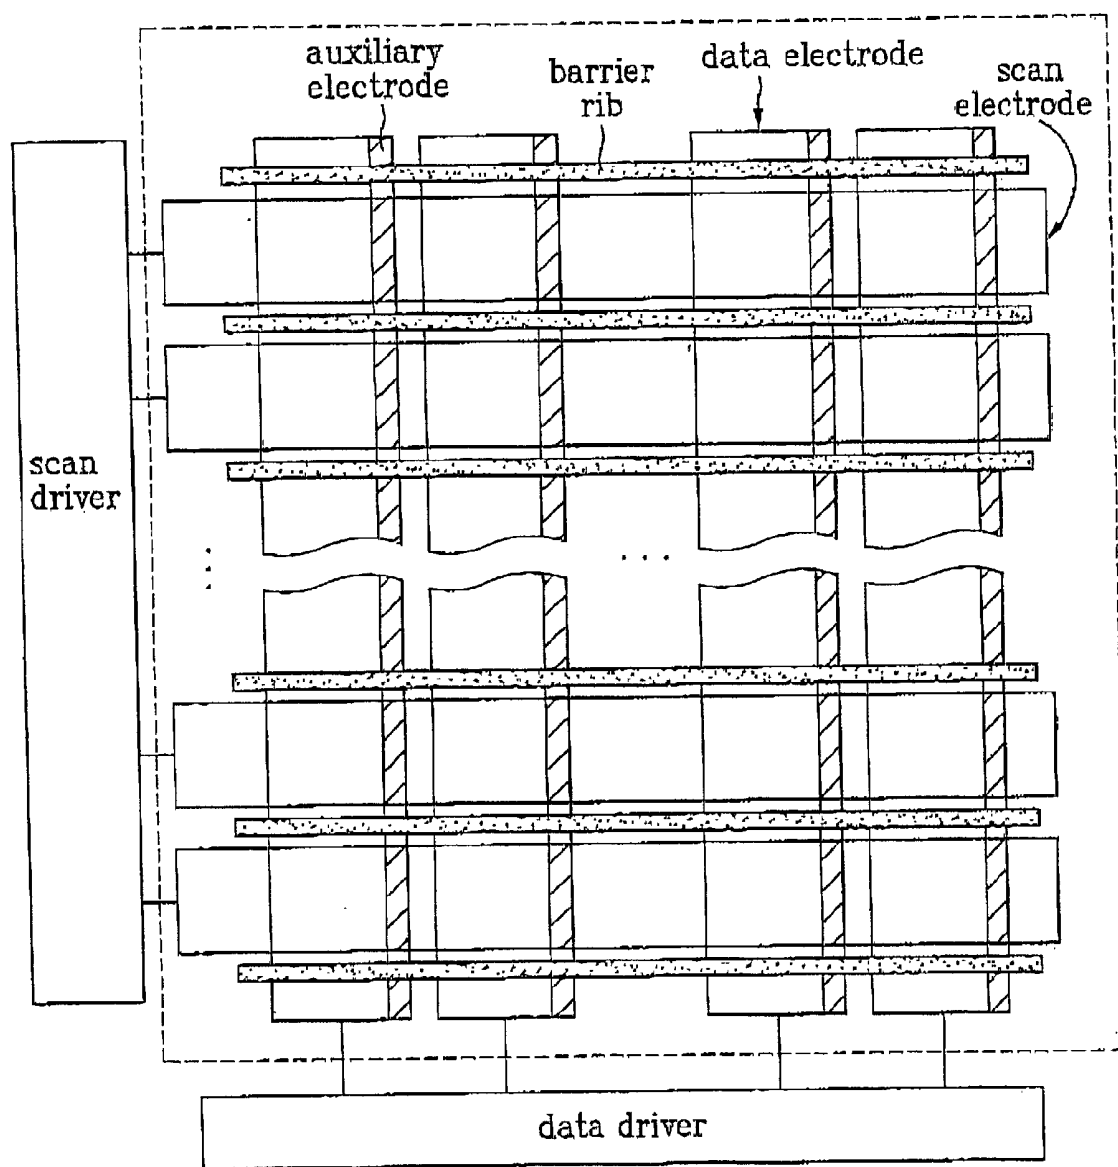 auxiliary
electrode
barrier
rib
data electrode
scan
electrode
scan
driver
data driver